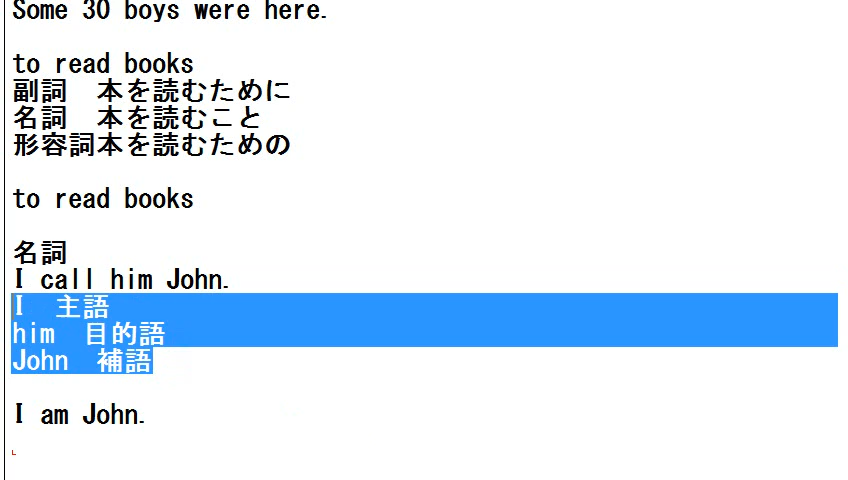 Some 30 boys were here.
to read books
副詞　本を読むために
名詞　本を読むこと
形容詞本を読むための
to read books
名詞
I call him John.
I　主語
him　目的語
John　補語
I am John.